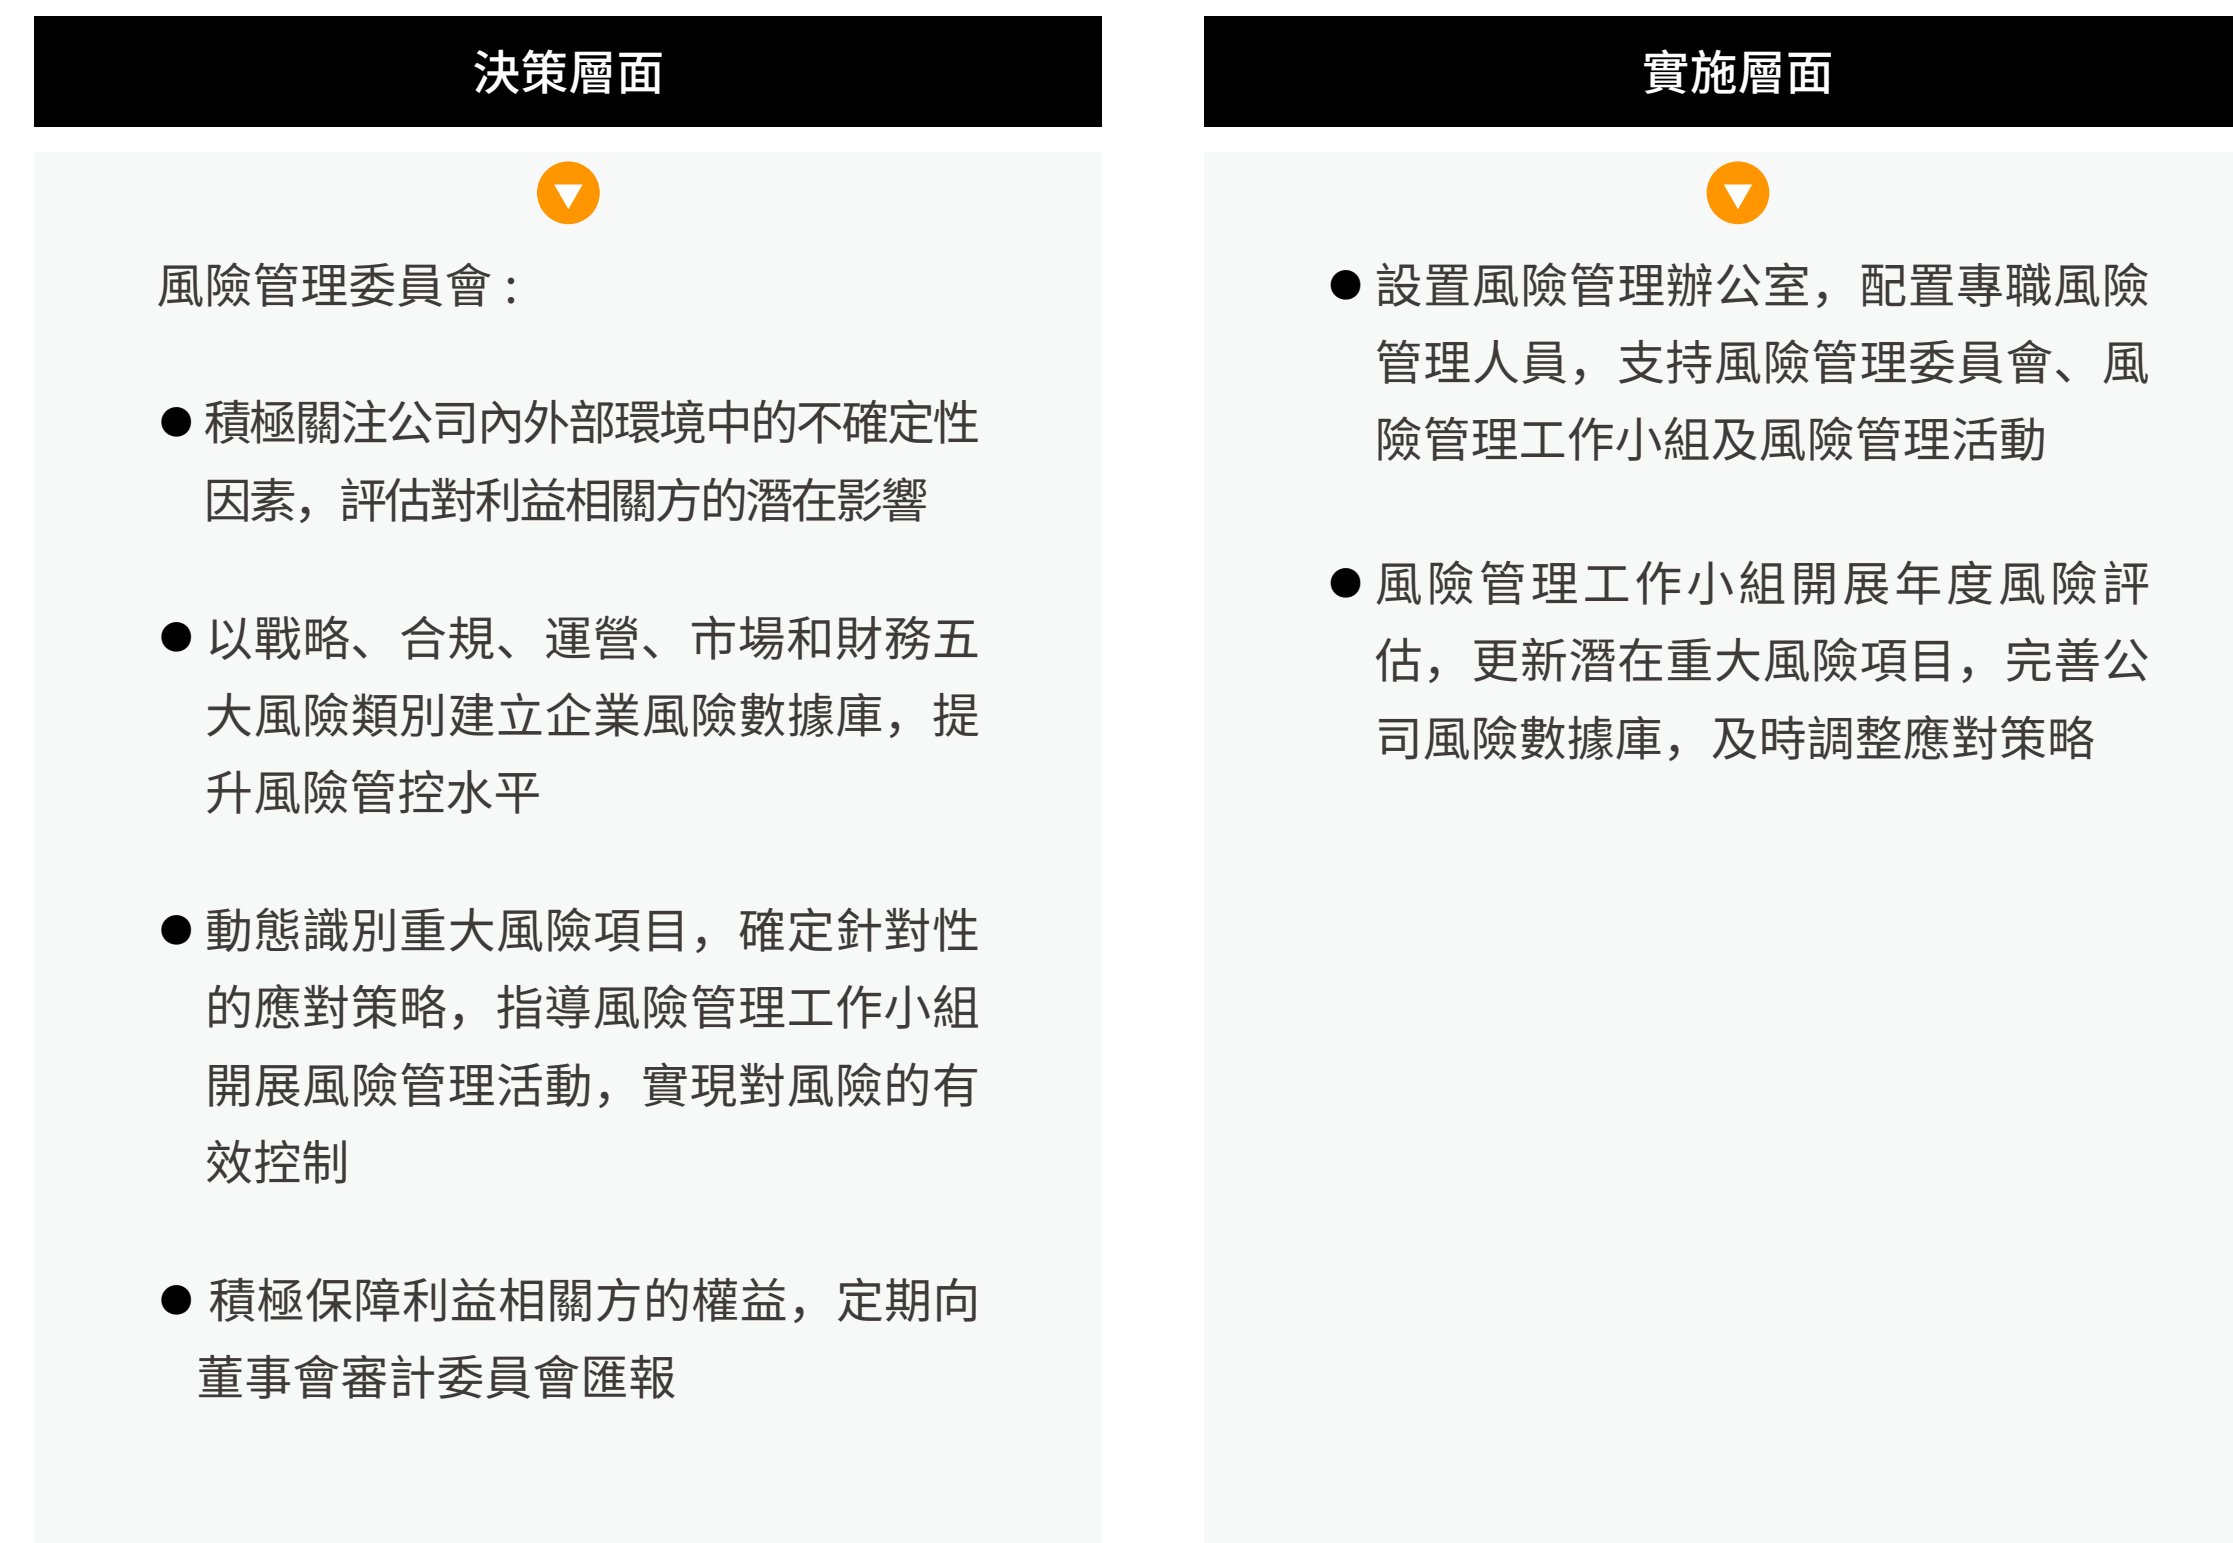 決策層面
風險管理委員會:
● 積極關注公司內外部環境中的不確定性
因素，評估對利益相關方的潛在影響
● 以戰略、合規、運營、市場和財務五
大風險類別建立企業風險數據庫，提
升風險管控水平
● 動態識別重大風險項目，確定針對性
的應對策略，指導風險管理工作小組
開展風險管理活動，實現對風險的有
效控制
● 積極保障利益相關方的權益，定期向
董事會審計委員會匯報
實施層面
● 設置風險管理辦公室，配置專職風險
管理人員，支持風險管理委員會、風
險管理工作小組及風險管理活動
● 風險管理工作小組開展年度風險評
估，更新潛在重大風險項目，完善公
司風險數據庫，及時調整應對策略